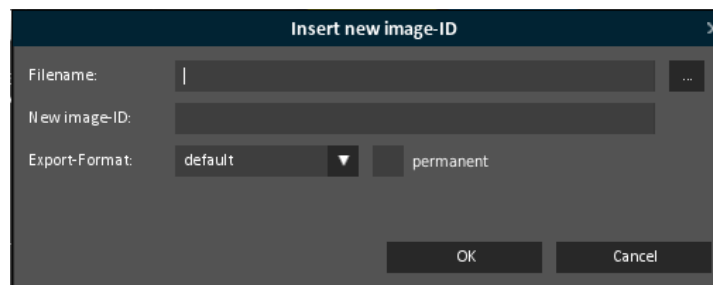 Insert new image-ID
Filename: ...
New image-ID:
Export-Format: default permanent
OK Cancel